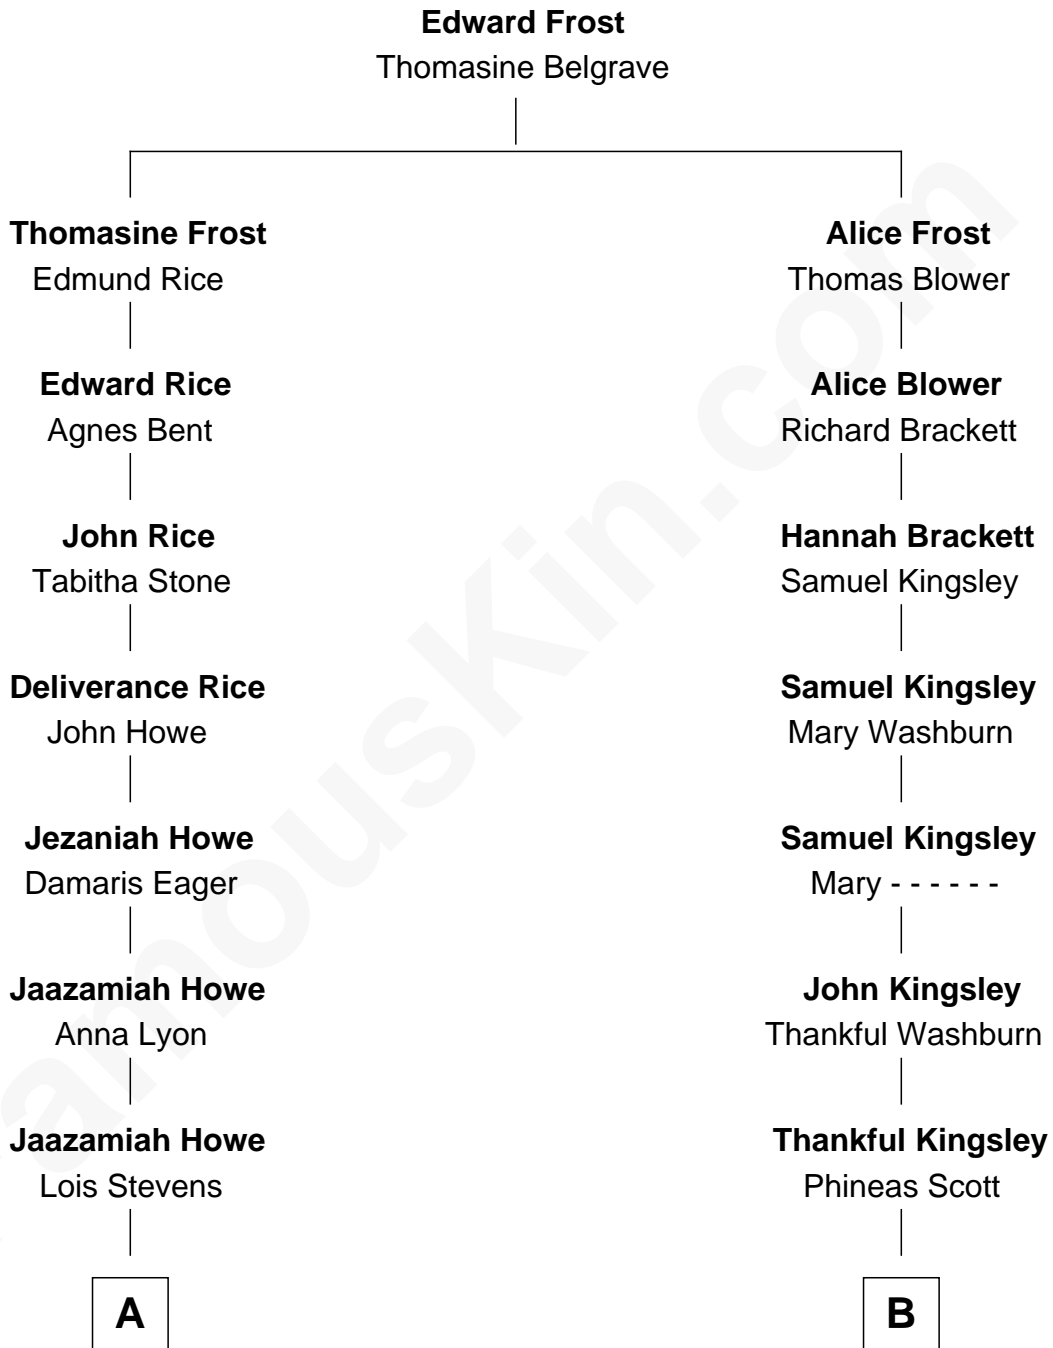 Edward Frost
Thomasine Belgrave
Thomasine Frost
Edmund Rice
Alice Frost
Thomas Blower
Edward Rice
Agnes Bent
Alice Blower
Richard Brackett
John Rice
Tabitha Stone
Hannah Brackett
Samuel Kingsley
Deliverance Rice
John Howe
Samuel Kingsley
Mary Washburn
Jezaniah Howe
Damaris Eager
Samuel Kingsley
Mary - - - - - -
Jaazamiah Howe
Anna Lyon
John Kingsley
Thankful Washburn
Jaazamiah Howe
Lois Stevens
Thankful Kingsley
Phineas Scott
A
B
amousKin.com